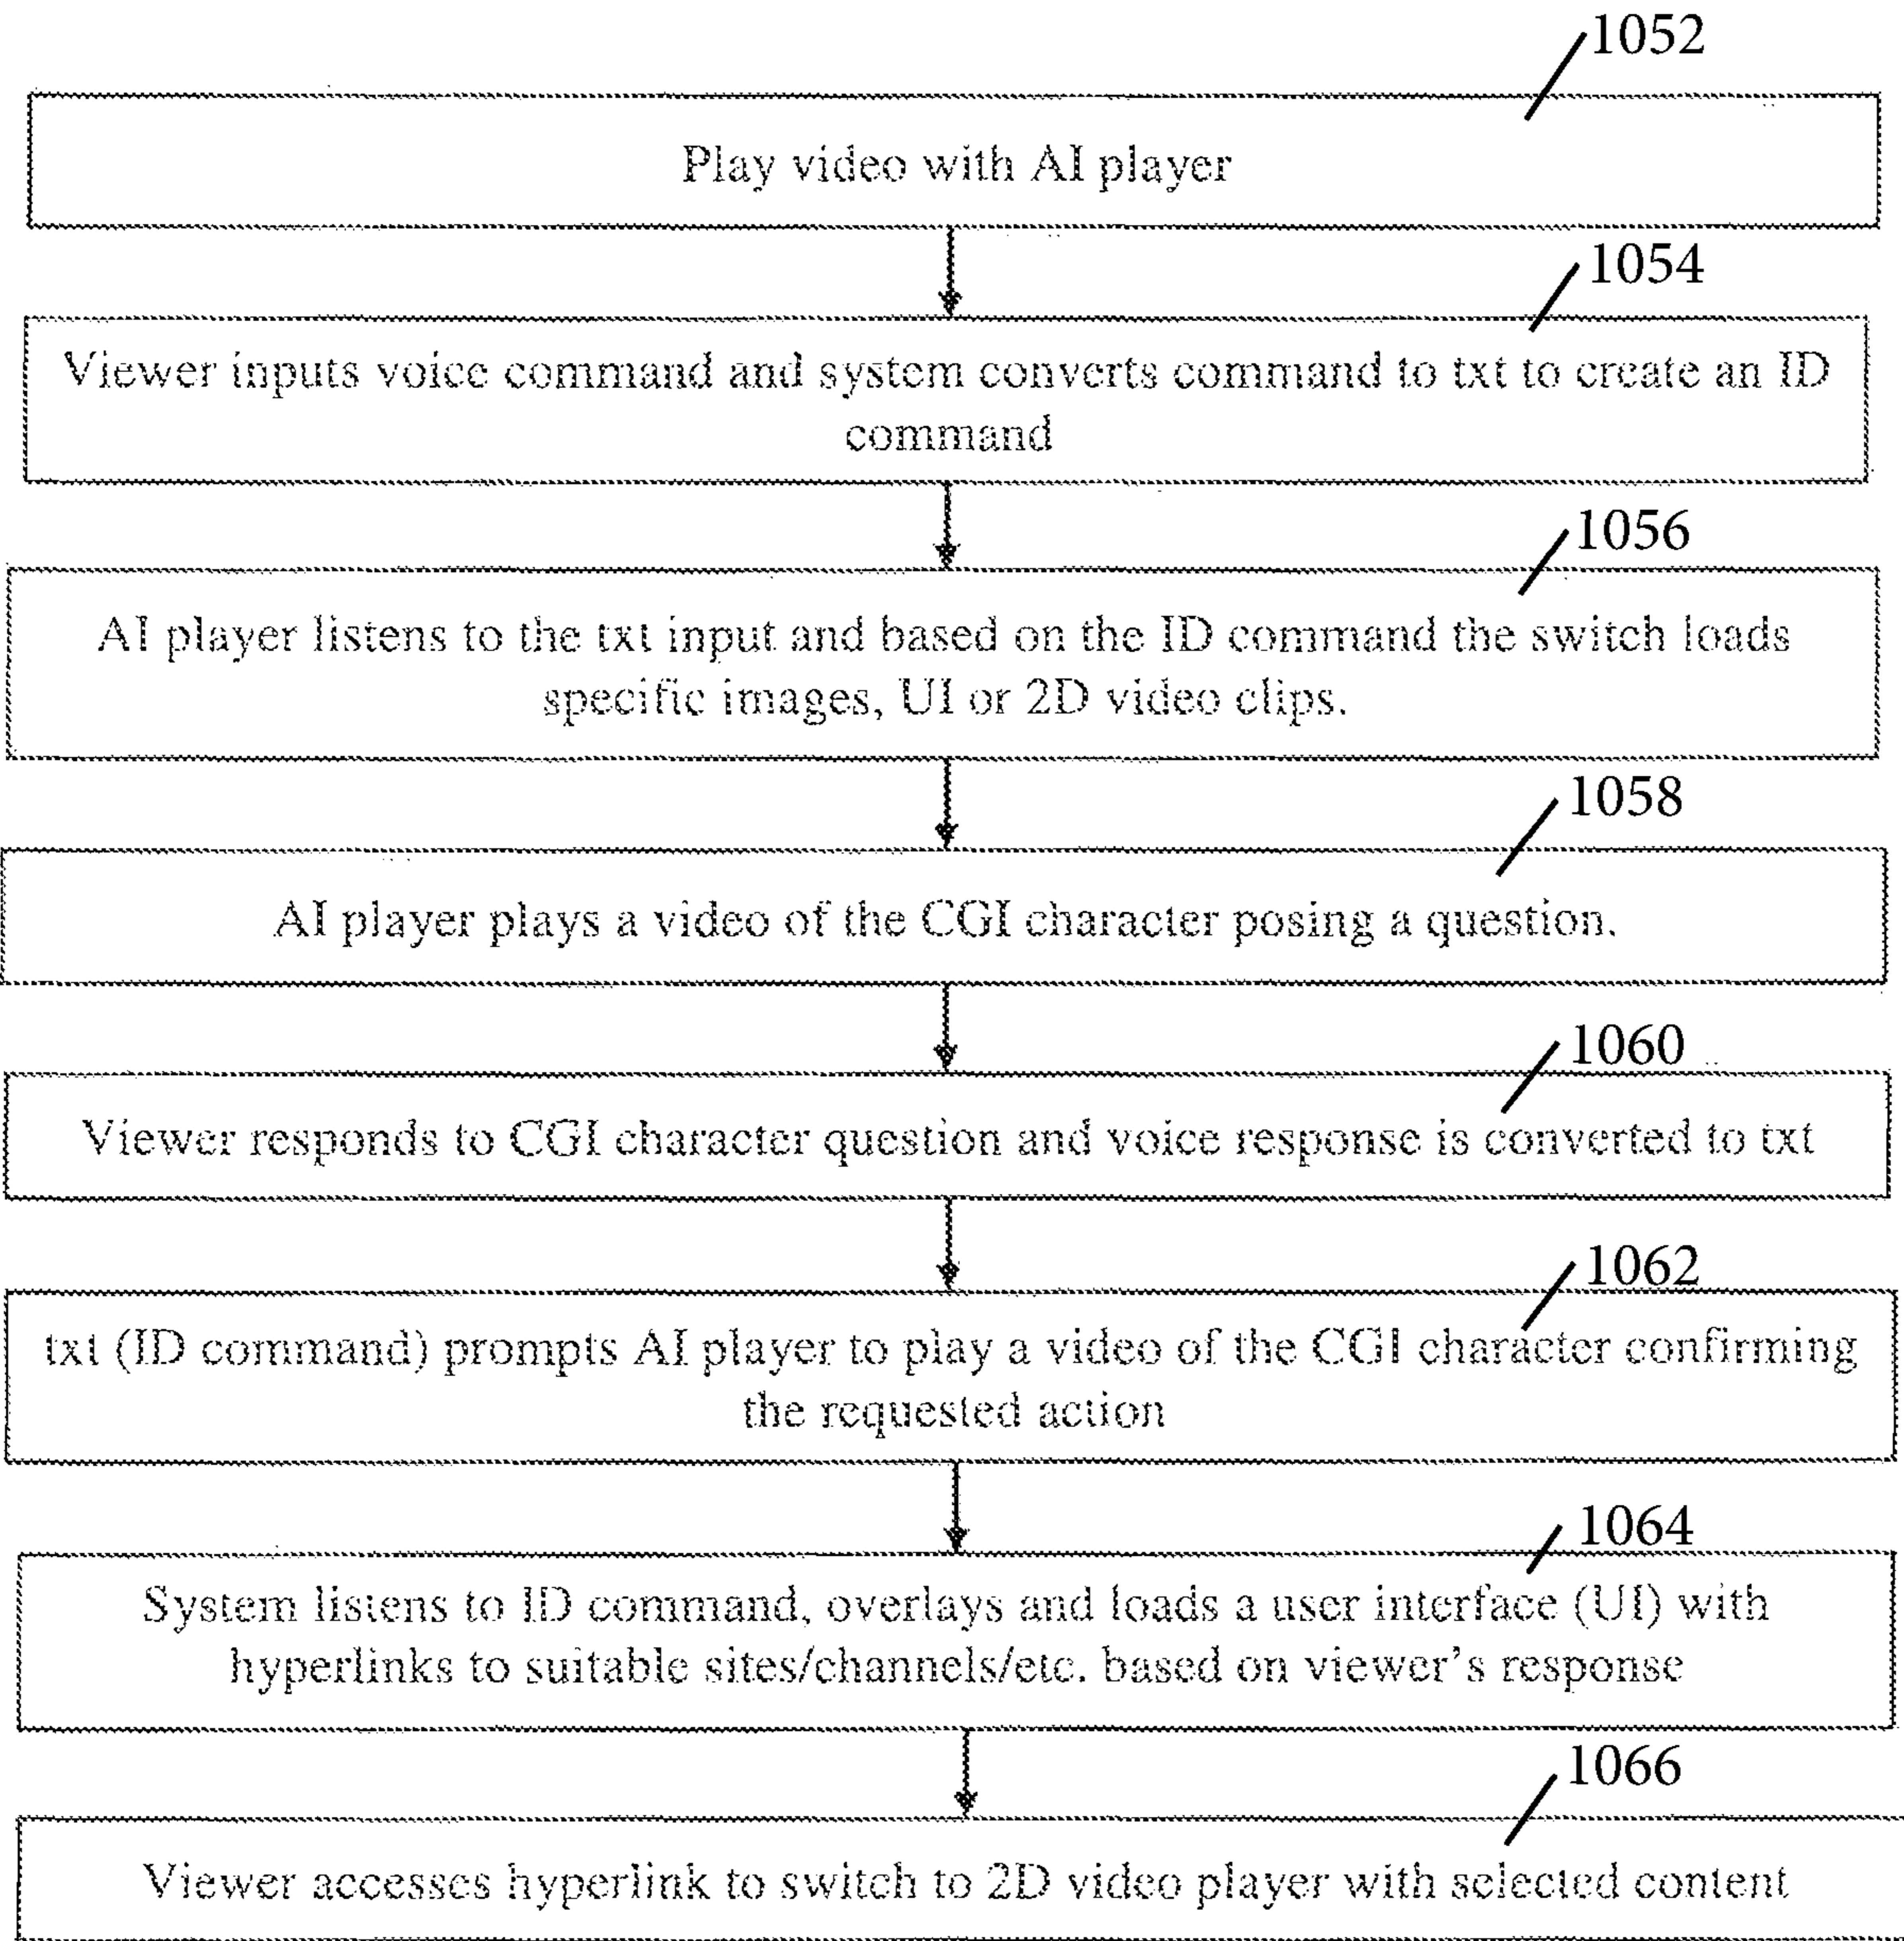 1052
Play video with AI player
1054
Viewer inputs voice command and system converts command to txt to create an ID
command
1056
AI player listens to the txt input and based on the ID command the switch loads
specific images, UI or 2D video clips.
1058
AI player plays a video of the CGI character posing a question.
1060
Viewer responds to CGI character question and voice response is converted to txt
1062
txt (ID command) prompts AI player to play a video of the CGI character confirming
the requested action
1064
System listens to ID command, overlays and loads a user interface (UI) with
hyperlinks to suitable sites/channels/etc. based on viewer's response
1066
Viewer accesses hyperlink to switch to 2D video player with selected content